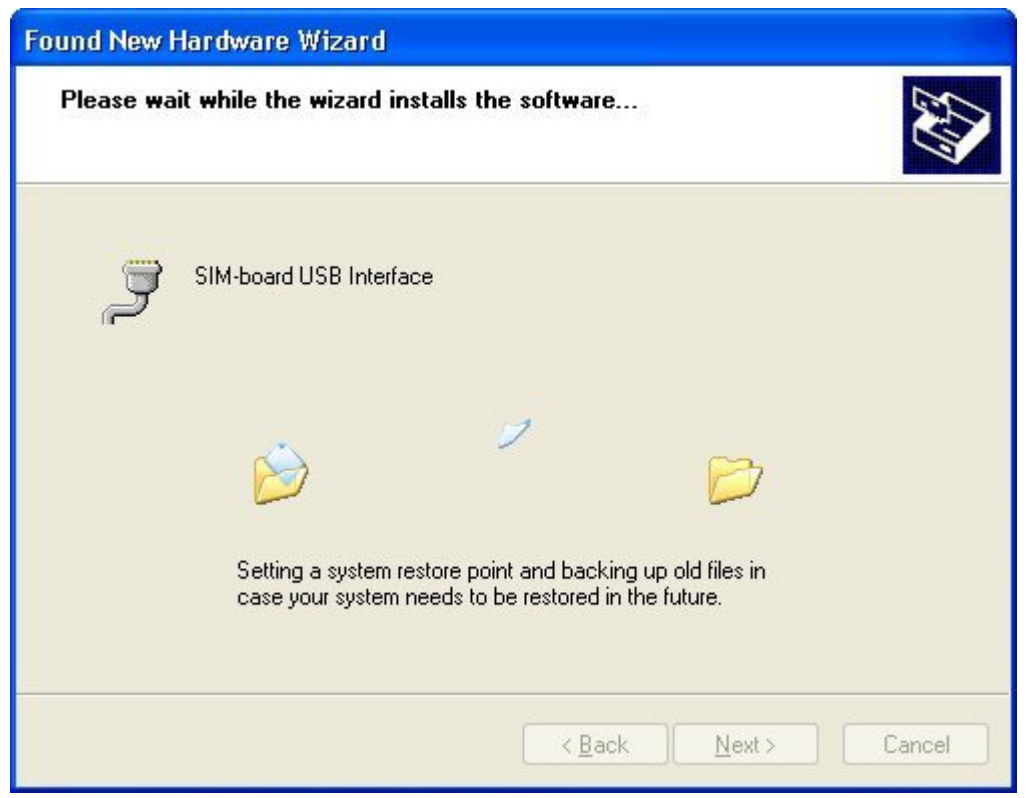 Found New Hardware Wizard
Please wait while the wizard installs the software...
SIM-board USB Interface
Setting a system restore point and backing up old files in
case your system needs to be restored in the future.
< Back
Next >
Cancel